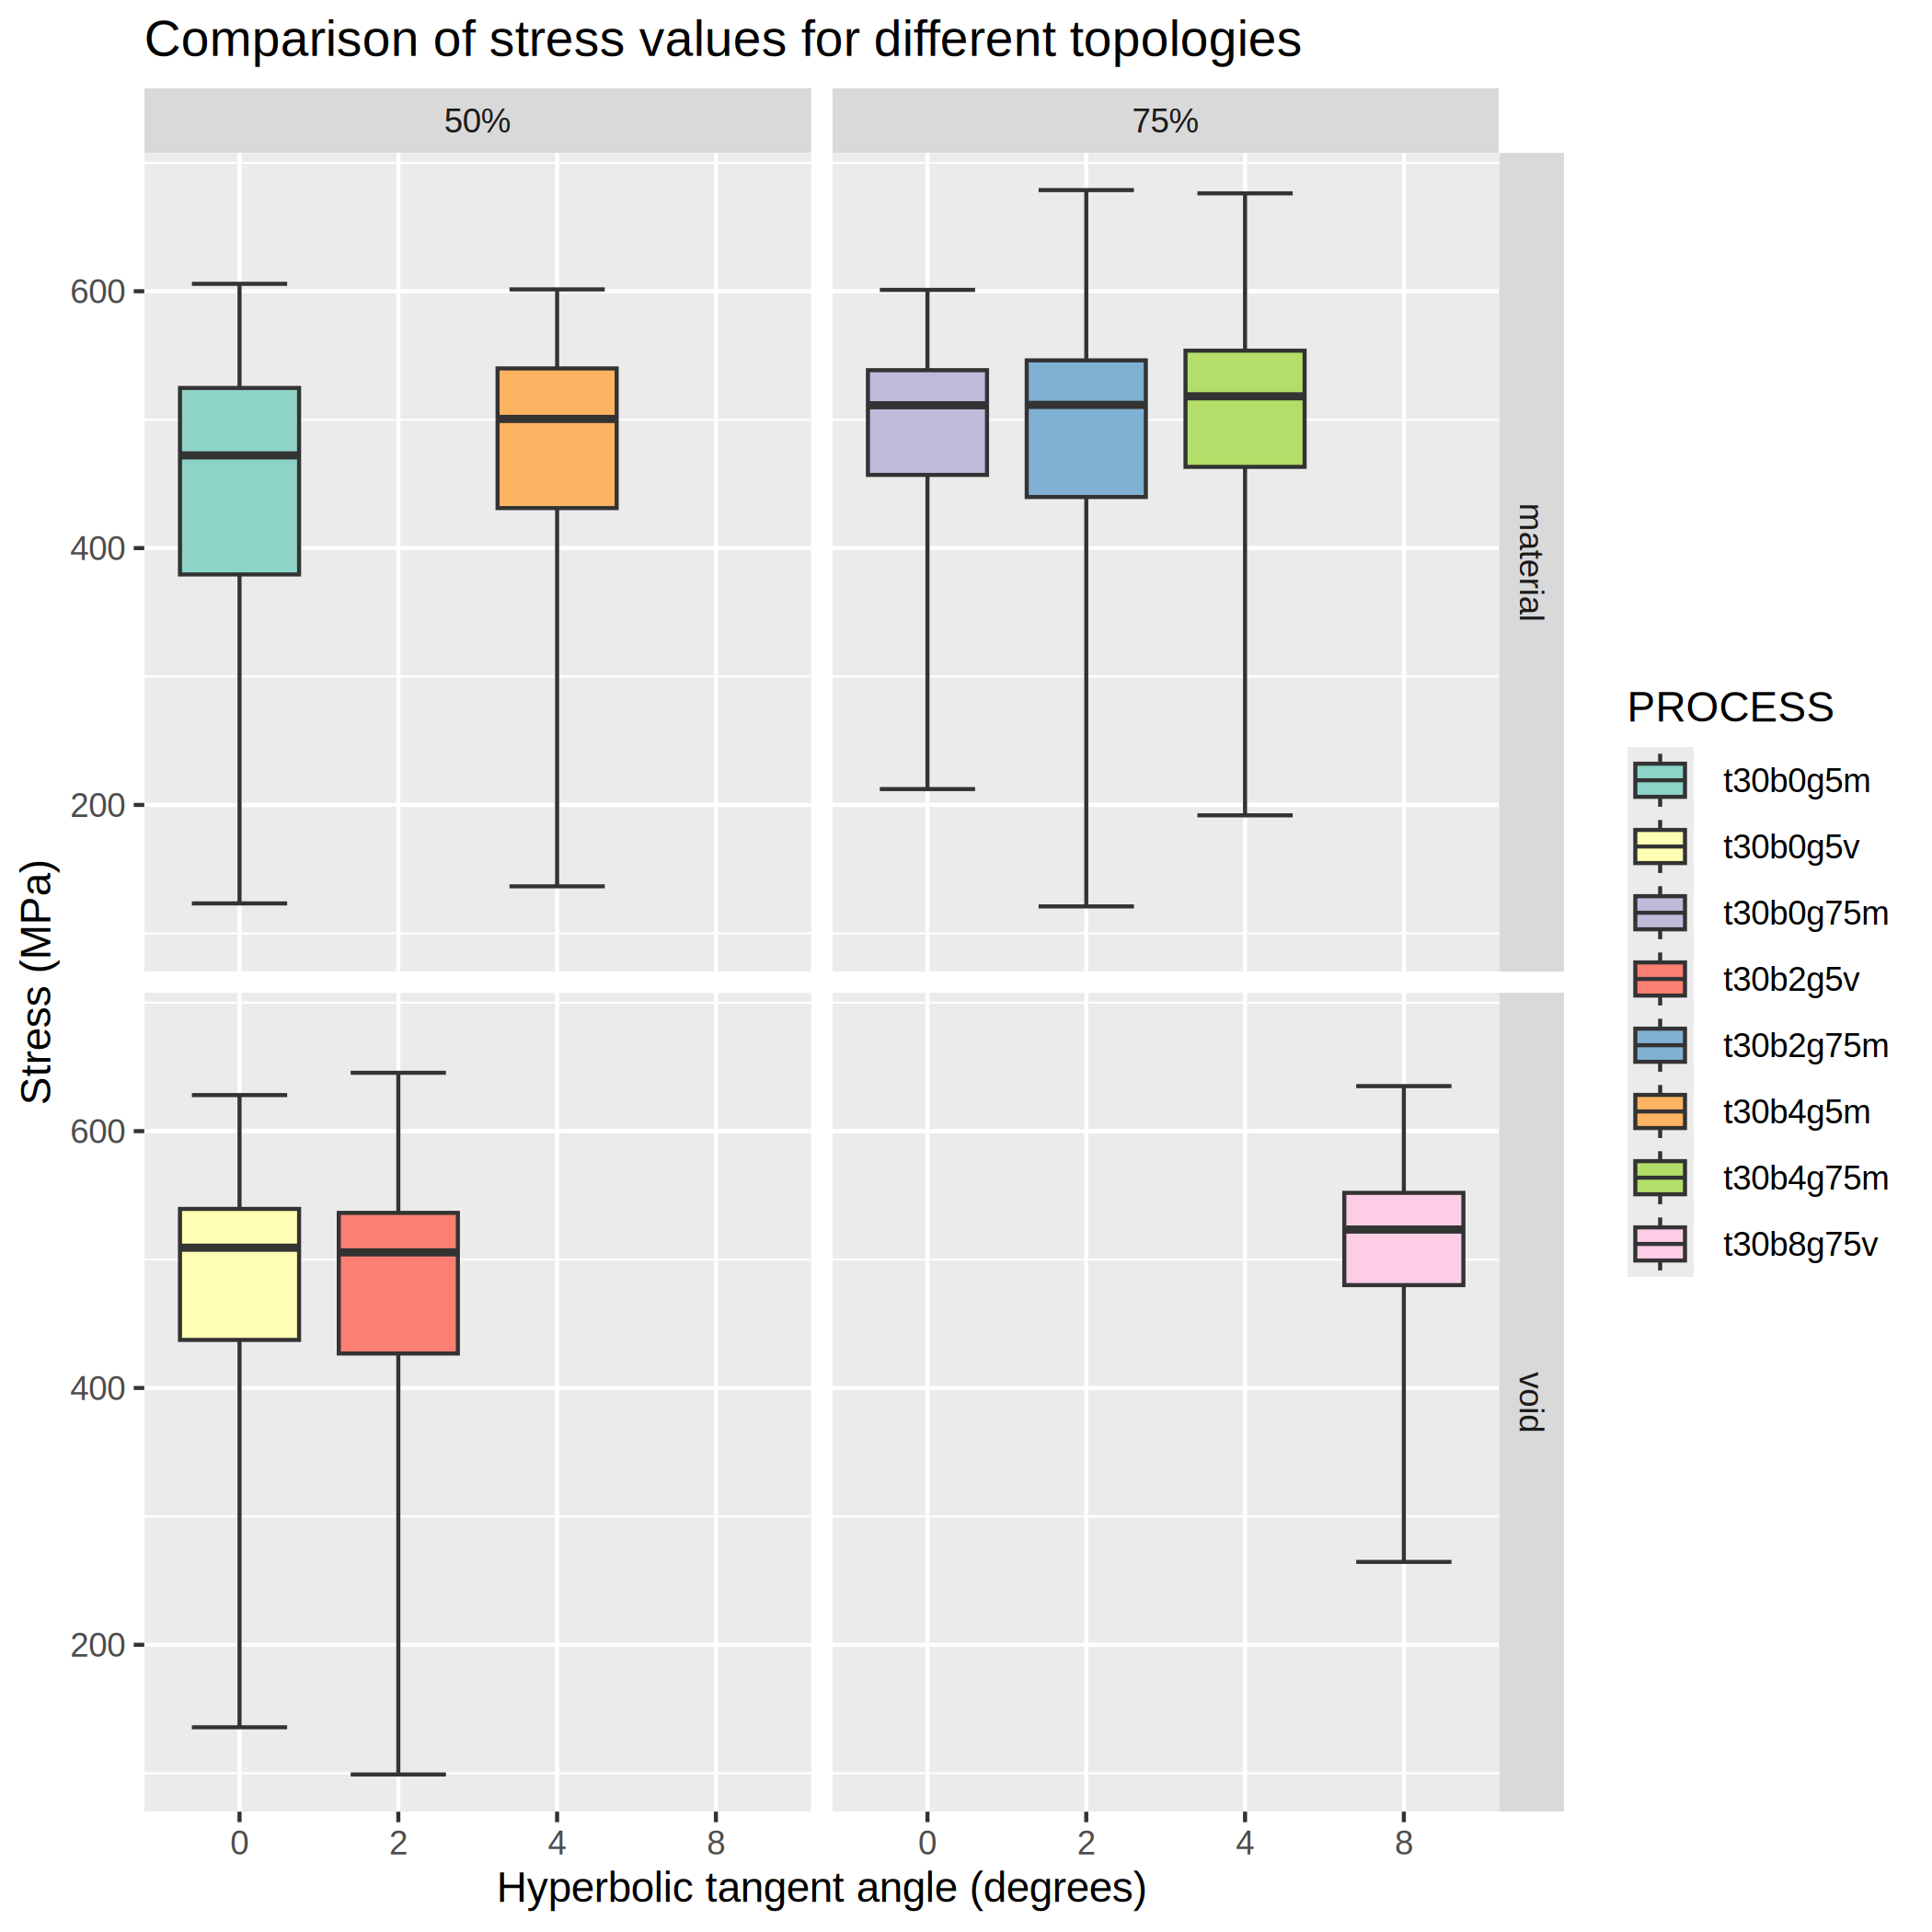 Comparison of stress values for different topologies
50%
75%
600
400
200
material
600
400
200
void
0
2
4
8
0
2
4
8
Hyperbolic tangent angle (degrees)
Stress (MPa)
PROCESS
t30b0g5m
t30b0g5v
t30b0g75m
t30b2g5v
t30b2g75m
t30b4g5m
t30b4g75m
t30b8g75v